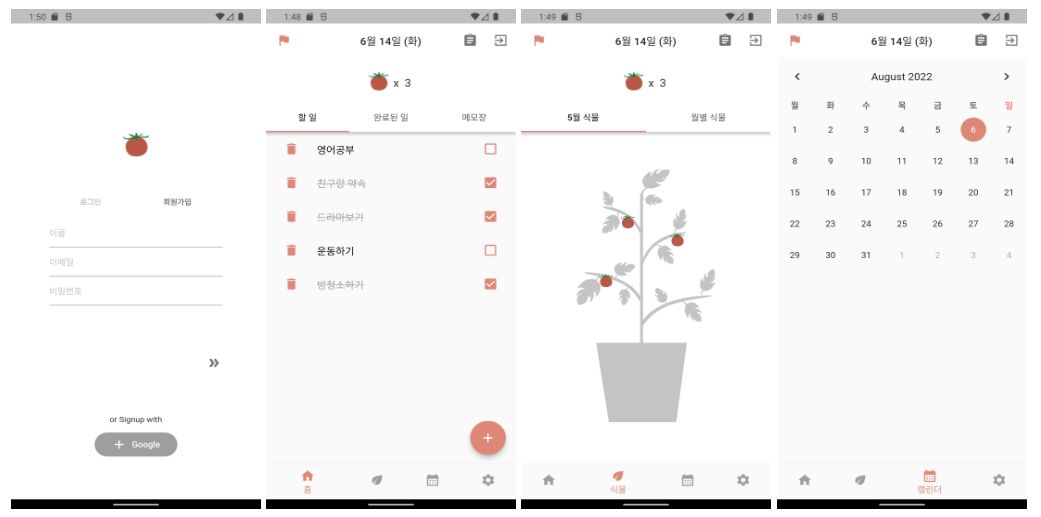 1:50
로그인 회원가입
이름
이메일
비밀번호
»
or Signup with
+ Google
1:48
6월 14일 (화)
x 3
할 일 완료된 일 메모장
영어공부
친구랑 약속
드라마보기
운동하기
방청소하기
+
홈
1:49
6월 14일 (화)
x 3
5월 식물 월별 식물
식물
1:49
6월 14일 (화)
< August 2022 >
월 화 수 목 금 토 일
1 2 3 4 5 6 7
8 9 10 11 12 13 14
15 16 17 18 19 20 21
22 23 24 25 26 27 28
29 30 31 1 2 3 4
캘린더